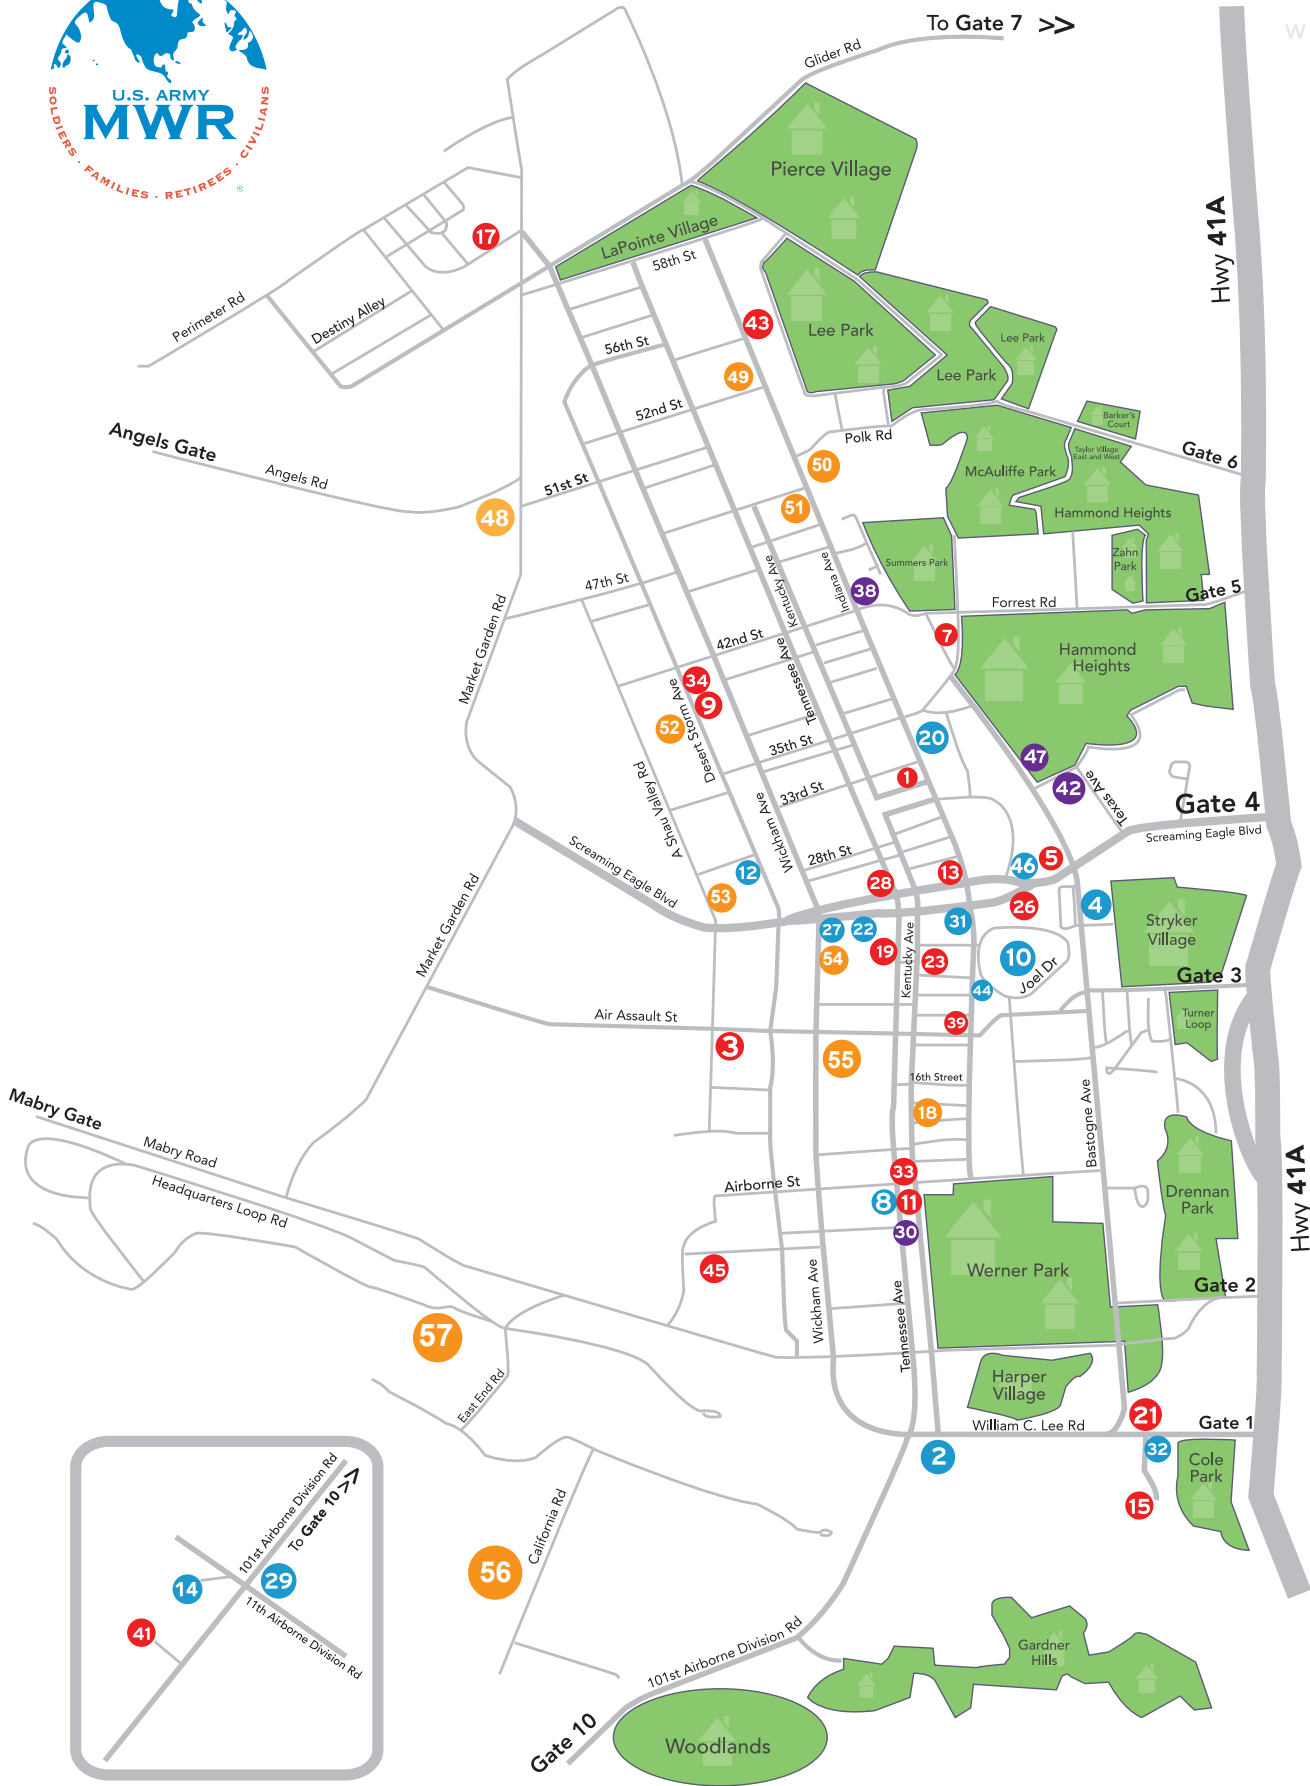 U.S. ARMY
MWR
SOLDIERS · FAMILIES · RETIREES · CIVILIANS
®
To Gate 7 >>
W
Glider Rd
Pierce Village
Hwy 41A
LaPointe Village
17
58th St
Perimeter Rd
Destiny Alley
43
Lee Park
Lee Park
56th St
49
Lee Park
52nd St
Barker's
Court
Angels Gate
Polk Rd
Gate 6
Taylor Village
East and West
Angels Rd
50
McAuliffe Park
51st St
48
51
Hammond Heights
Zahn
Park
Summers Park
47th St
Kentucky Ave
Indiana Ave
38
Gate 5
Forrest Rd
Market Garden Rd
42nd St
7
Hammond
Heights
Tennessee Ave
34
9
52
Desert Storm Ave
20
35th St
47
1
42
33rd St
Texas Ave
Gate 4
A Shau Valley Rd
Wickham Ave
Screaming Eagle Blvd
Screaming Eagle Blvd
28th St
12
46
5
13
28
53
26
4
Market Garden Rd
31
Stryker
Village
27
22
54
19
Kentucky Ave
23
10
Joel Dr
44
Gate 3
Air Assault St
39
Turner
Loop
3
55
16th Street
Mabry Gate
18
Bastogne Ave
Mabry Road
33
Airborne St
Headquarters Loop Rd
8
11
Drennan
Park
Hwy 41A
30
45
Werner Park
Gate 2
Wickham Ave
Tennessee Ave
57
Harper
Village
East End Rd
21
William C. Lee Rd
Gate 1
2
32
Cole
Park
15
101st Airborne Division Rd
To Gate 10 >>
California Rd
56
14
29
11th Airborne Division Rd
41
101st Airborne Division Rd
Gardner
Hills
Gate 10
Woodlands